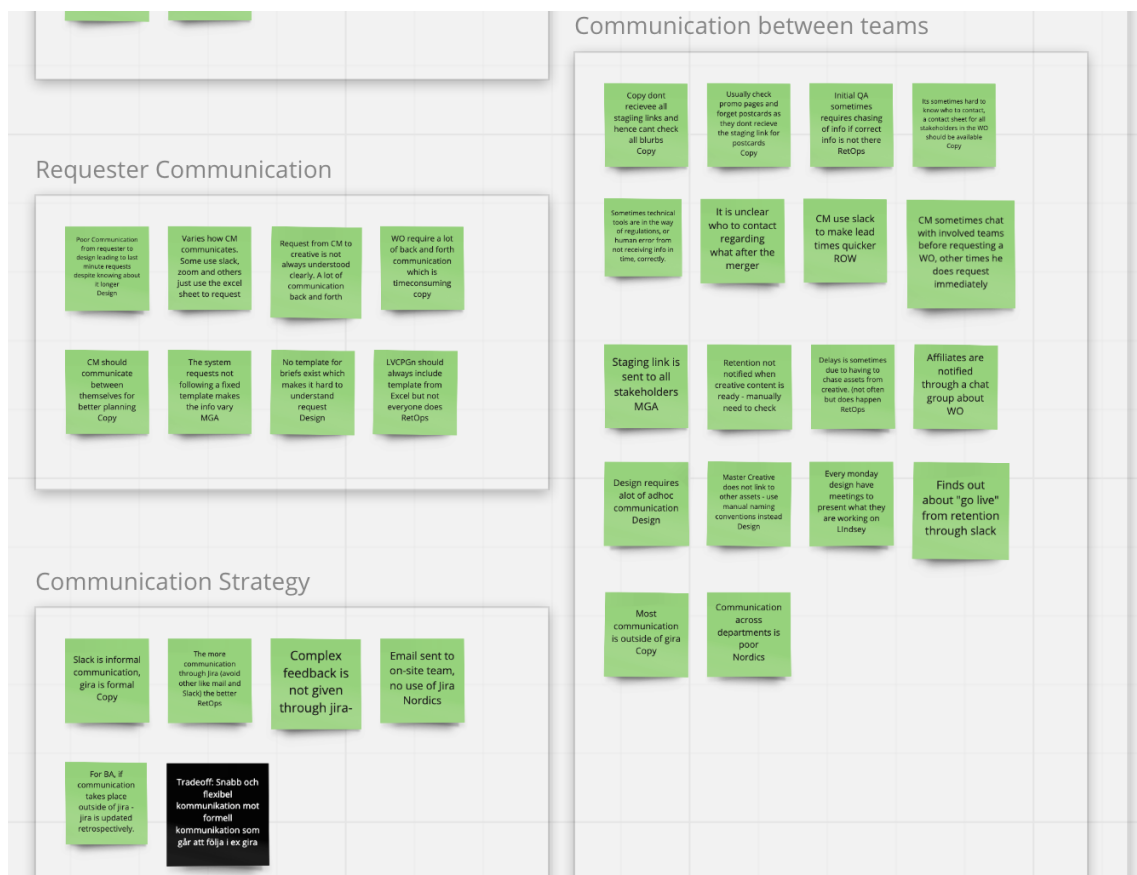 Requester Communication
Poor Communication
from requester to
design leading to last
minute requests
despite knowing about
it longer
Design
Varies how CM
communicates.
Some use slack,
zoom and others
just use the excel
sheet to request
Request from CM to
creative is not
always understood
clearly. A lot of
communication
back and forth
WO require a lot
of back and forth
communication
which is
timeconsuming
copy
CM should
communicate
between
themselves for
better planning
Copy
The system
requests not
following a fixed
template makes
the info vary
MGA
No template for
briefs exist which
makes it hard to
understand
request
Design
LVCPGn should
always include
template from
Excel but not
everyone does
RetOps
Communication Strategy
Slack is informal
communication,
gira is formal
Copy
The more
communication
through Jira (avoid
other like mail and
Slack) the better
RetOps
Complex
feedback is
not given
through jira-
Email sent to
on-site team,
no use of Jira
Nordics
For BA, if
communication
takes place
outside of jira -
jira is updated
retrospectively.
Tradeoff: Snabb och
flexibel
kommunikation mot
formell
kommunikation som
går att följa i ex gira
Communication between teams
Copy dont
recievee all
stagiing links and
hence cant check
all blurbs
Copy
Usually check
promo pages and
forget postcards as
they dont recieve
the staging link for
postcards
Copy
Initial QA
sometimes
requires chasing
of info if correct
info is not there
RetOps
Its sometimes hard to
know who to contact,
a contact sheet for all
stakeholders in the WO
should be available
Copy
Sometimes technical
tools are in the way
of regulations, or
human error from
not receiving info in
time, correctly.
It is unclear
who to contact
regarding
what after the
merger
CM use slack
to make lead
times quicker
ROW
CM sometimes chat
with involved teams
before requesting a
WO, other times he
does request
immediately
Staging link is
sent to all
stakeholders
MGA
Retention not
notified when
creative content is
ready - manually
need to check
Delays is sometimes
due to having to
chase assets from
creative. (not often
but does happen
RetOps
Affiliates are
notified
through a chat
group about
WO
Design requires
alot of adhoc
communication
Design
Master Creative
does not link to
other assets - use
manual naming
conventions instead
Design
Every monday
design have
meetings to
present what they
are working on
LIndsey
Finds out
about "go live"
from retention
through slack
Most
communication
is outside of gira
Copy
Communication
across
departments is
poor
Nordics